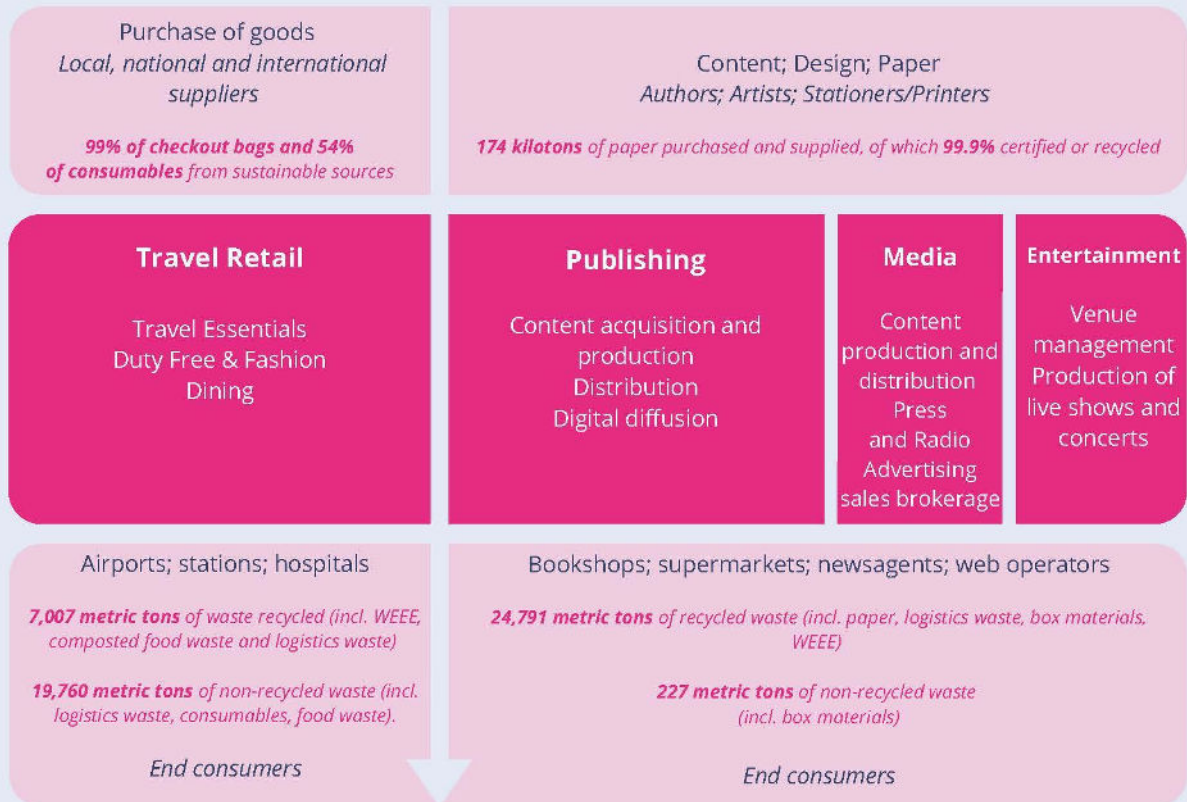 Purchase of goods
Local, national and international
suppliers
99% of checkout bags and 54%
of consumables from sustainable sources
Content; Design; Paper
Authors; Artists; Stationers/Printers
174 kilotons of paper purchased and supplied, of which 99.9% certified or recycled
Travel Retail
Travel Essentials
Duty Free & Fashion
Dining
Publishing
Content acquisition and
production
Distribution
Digital diffusion
Media
Content
production and
distribution
Press
and Radio
Advertising
sales brokerage
Entertainment
Venue
management
Production of
live shows and
concerts
Airports; stations; hospitals
7,007 metric tons of waste recycled (incl. WEEE,
composted food waste and logistics waste)
19,760 metric tons of non-recycled waste (incl.
logistics waste, consumables, food waste).
End consumers
Bookshops; supermarkets; newsagents; web operators
24,791 metric tons of recycled waste (incl. paper, logistics waste, box materials,
WEEE)
227 metric tons of non-recycled waste
(incl. box materials)
End consumers